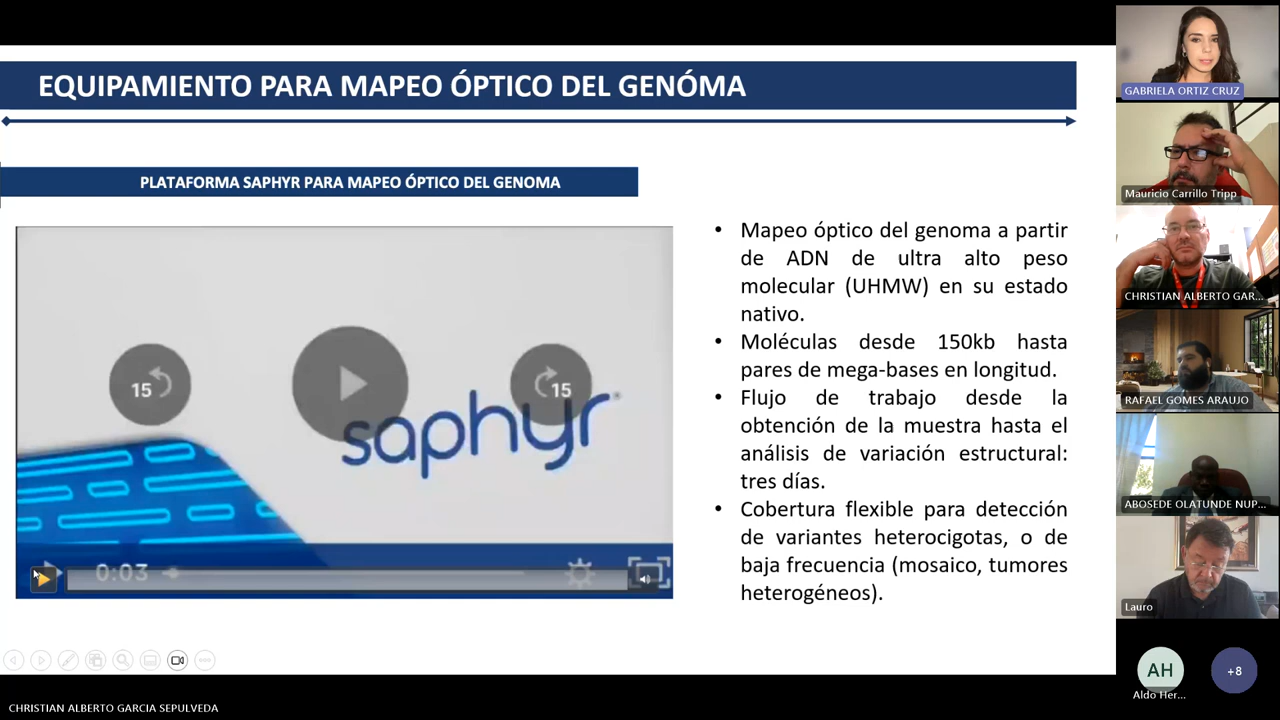 EQUIPAMIENTO PARA MAPEO ÓPTICO DEL GENÓMA
PLATAFORMA SAPHYR PARA MAPEO ÓPTICO DEL GENOMA
15
15
saphyr®
0:03
• Mapeo óptico del genoma a partir
de ADN de ultra alto peso
molecular (UHMW) en su estado
nativo.
• Moléculas desde 150kb hasta
pares de mega-bases en longitud.
• Flujo de trabajo desde la
obtención de la muestra hasta el
análisis de variación estructural:
tres días.
• Cobertura flexible para detección
de variantes heterocigotas, o de
baja frecuencia (mosaico, tumores
heterogéneos).
GABRIELA ORTIZ CRUZ
Mauricio Carrillo Tripp
CHRISTIAN ALBERTO GAR...
RAFAEL GOMES ARAUJO
ABOSEDE OLATUNDE NUP...
Lauro
AH
Aldo Her...
+8
CHRISTIAN ALBERTO GARCIA SEPULVEDA